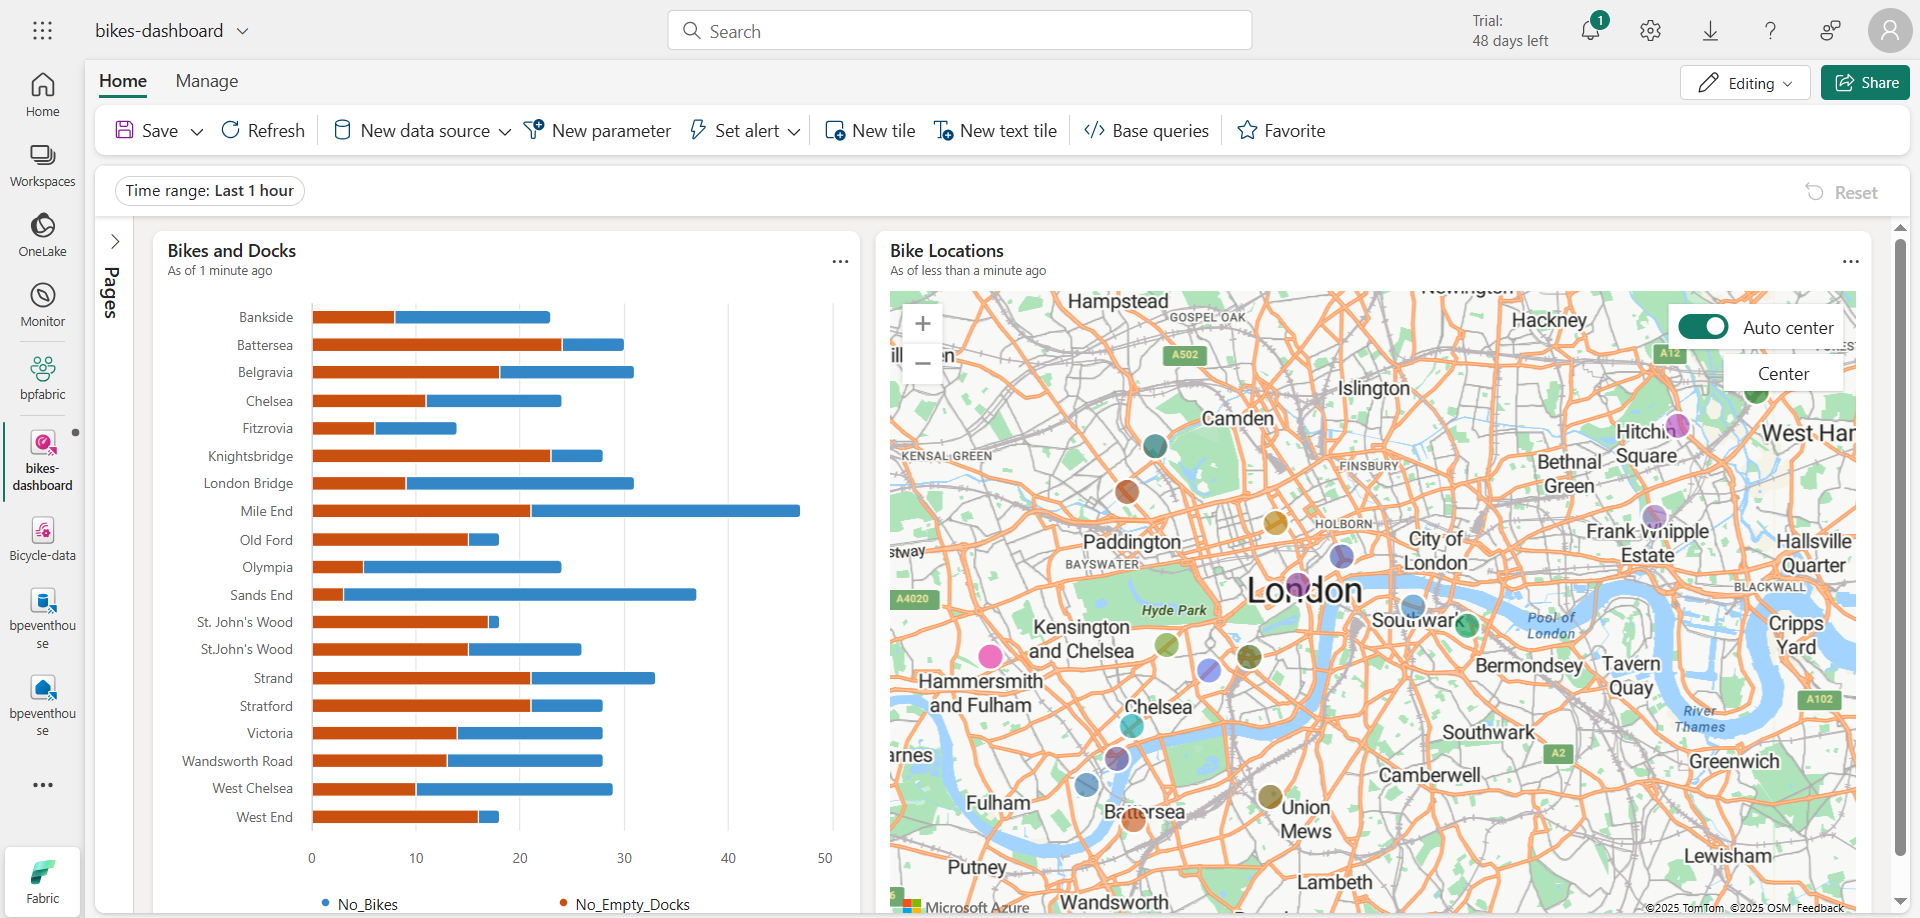 bikes-dashboard
Search
Trial:
48 days left
1
Home
Manage
Editing
Share
Home
Workspaces
OneLake
Monitor
bpfabric
bikes-
dashboard
Bicycle-data
bpeventhou
se
bpeventhou
se
Fabric
Save
Refresh
New data source
New parameter
Set alert
New tile
New text tile
Base queries
Favorite
Time range: Last 1 hour
Reset
Pages
Bikes and Docks
As of 1 minute ago
Bankside
Battersea
Belgravia
Chelsea
Fitzrovia
Knightsbridge
London Bridge
Mile End
Old Ford
Olympia
Sands End
St. John's Wood
St.John's Wood
Strand
Stratford
Victoria
Wandsworth Road
West Chelsea
West End
0 10 20 30 40 50
No_Bikes
No_Empty_Docks
Bike Locations
As of less than a minute ago
Auto center
Center
Hampstead
GOSPEL OAK
Hackney
A502
A12
Islington
Camden
KENSAL GREEN
FINSBURY
Hitchin
Square
West Har
Bethnal
Green
HOLBORN
Paddington
BAYSWATER
City of
London
Frank Whipple
Estate
Hallsville
Quarter
BLACKWALL
stway
A4020
Hyde Park
London
Southwark
Pool of
London
Kensington
and Chelsea
Cripps
Yard
Bermondsey
Tavern
Quay
Hammersmith
and Fulham
Chelsea
A102
River
Thames
Southwark
A2
Greenwich
arnes
Camberwell
Fulham
Battersea
Union
Mews
Putney
Lewisham
Lambeth
Wandsworth
Microsoft Azure
©2025 TomTom, ©2025 OSM Feedback